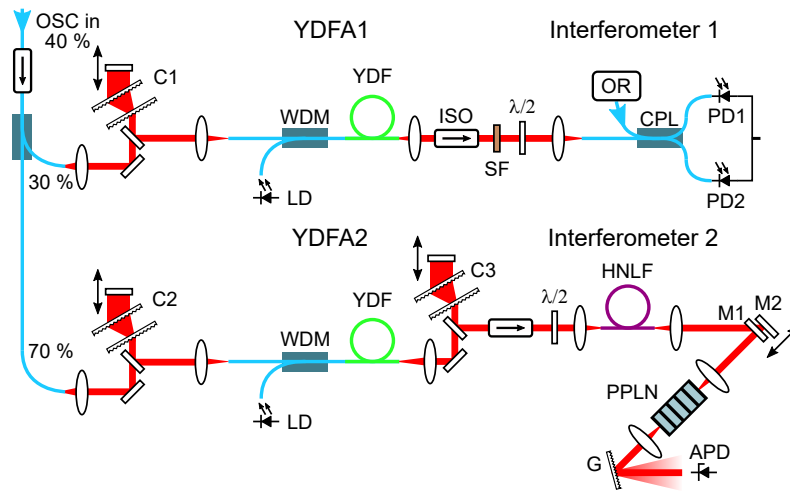 OSC in
40 %
YDFA1
Interferometer 1
C1
YDF
OR
WDM
ISO
λ/2
CPL
PD1
SF
30 %
LD
PD2
YDFA2
Interferometer 2
C3
HNLF
C2
YDF
λ/2
M1
M2
WDM
70 %
PPLN
LD
G
APD